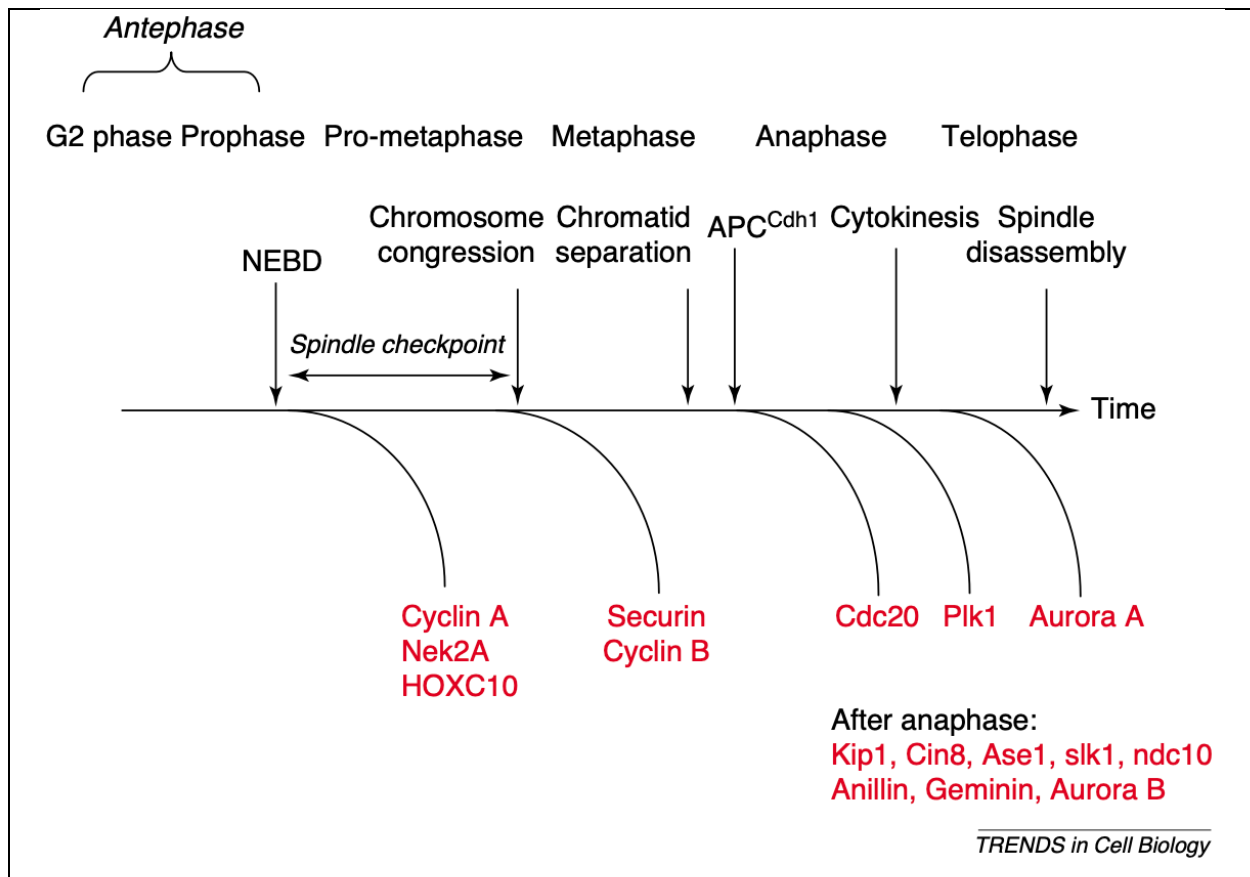 Antephase
G2 phase Prophase Pro-metaphase Metaphase Anaphase Telophase
Chromosome congression
Chromatid separation
APC^Cdh1
Cytokinesis
Spindle disassembly
NEBD
Spindle checkpoint
Time
Cyclin A
Nek2A
HOXC10
Securin
Cyclin B
Cdc20
Plk1
Aurora A
After anaphase:
Kip1, Cin8, Ase1, slk1, ndc10
Anillin, Geminin, Aurora B
TRENDS in Cell Biology